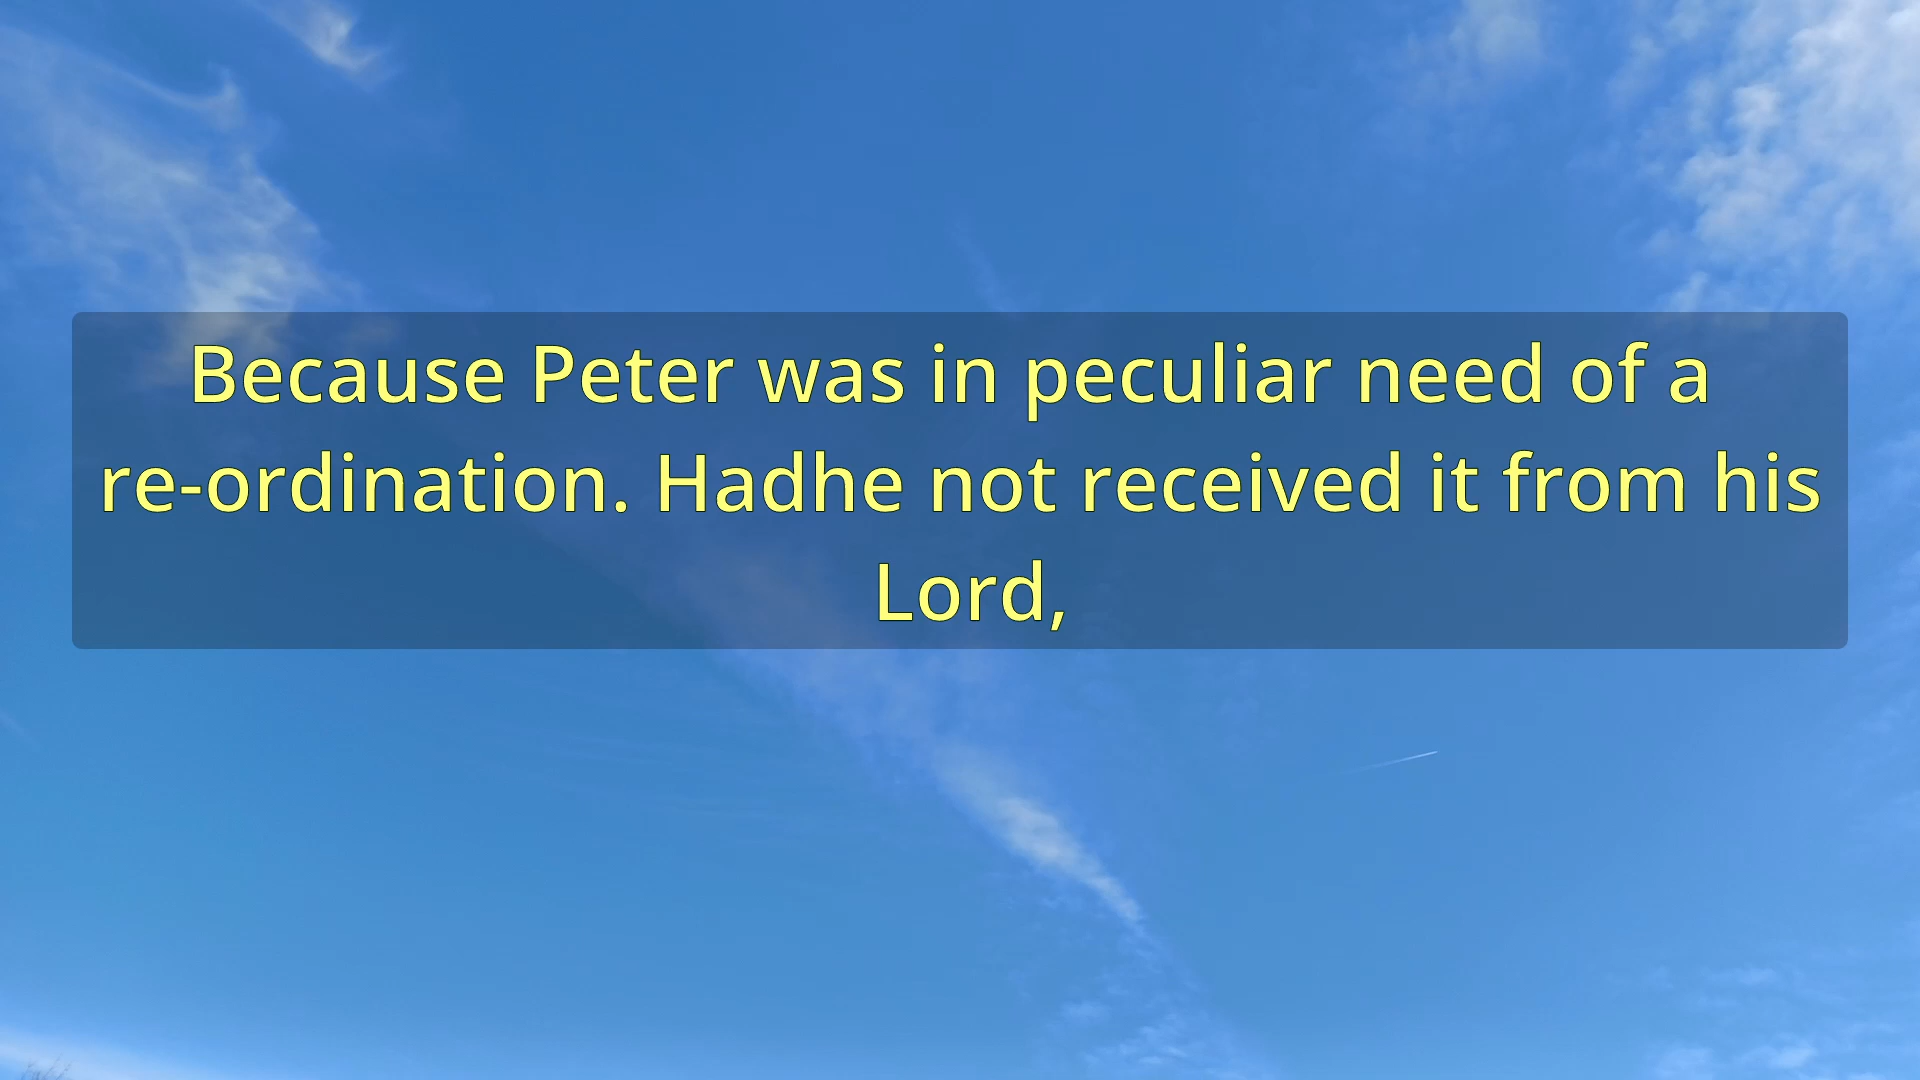 Because Peter was in peculiar need of a
re-ordination. Hadhe not received it from his
Lord,